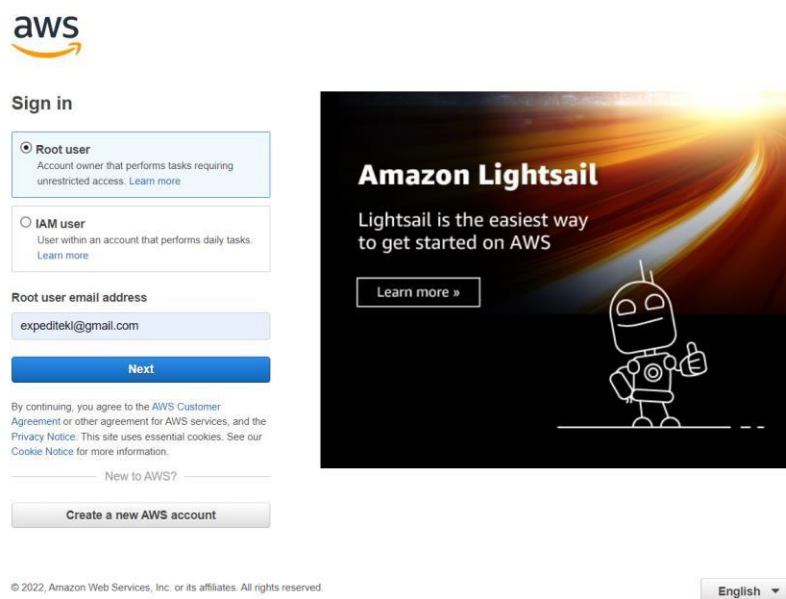 aws
Sign in
Root user
Account owner that performs tasks requiring
unrestricted access. Learn more
IAM user
User within an account that performs daily tasks.
Learn more
Root user email address
expeditekl@gmail.com
Next
By continuing, you agree to the AWS Customer
Agreement or other agreement for AWS services, and the
Privacy Notice. This site uses essential cookies. See our
Cookie Notice for more information.
New to AWS?
Create a new AWS account
Amazon Lightsail
Lightsail is the easiest way
to get started on AWS
Learn more »
© 2022, Amazon Web Services, Inc. or its affiliates. All rights reserved.
English